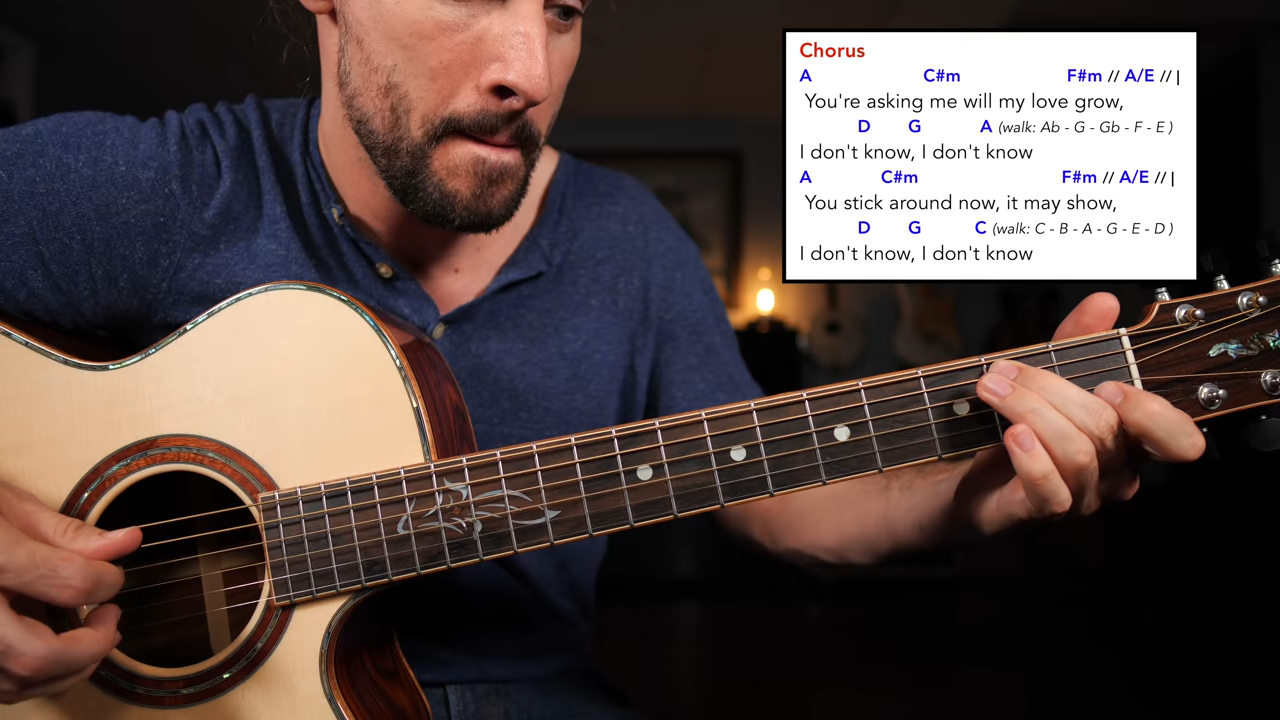 Chorus
A C#m F#m // A/E // |
You're asking me will my love grow,
D G A (walk: Ab - G - Gb - F - E )
I don't know, I don't know
A C#m F#m // A/E // |
You stick around now, it may show,
D G C (walk: C - B - A - G - E - D )
I don't know, I don't know